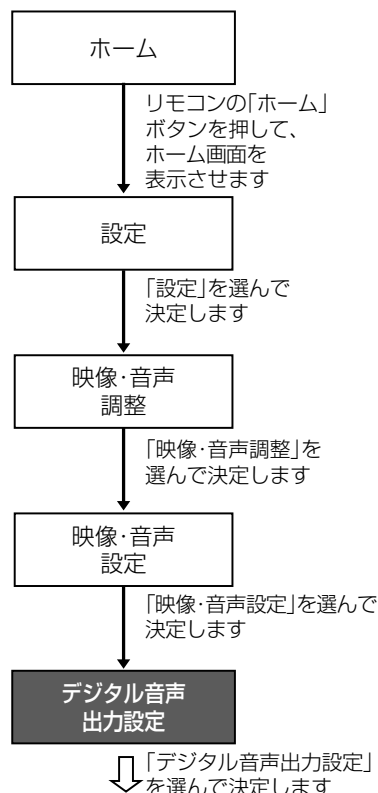 ホーム
リモコンの「ホーム」
ボタンを押して、
ホーム画面を
表示させます
設定
「設定」を選んで
決定します
映像・音声
調整
「映像・音声調整」を
選んで決定します
映像・音声
設定
「映像・音声設定」を選んで
決定します
デジタル音声
出力設定
「デジタル音声出力設定」
を選んで決定します